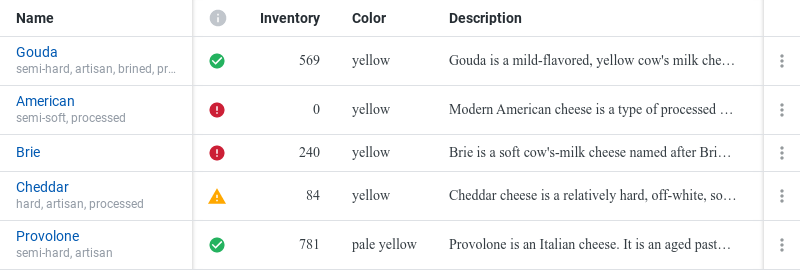 Name Inventory Color Description
Gouda 569 yellow Gouda is a mild-flavored, yellow cow's milk che…
semi-hard, artisan, brined, pr…
American 0 yellow Modern American cheese is a type of processed …
semi-soft, processed
Brie 240 yellow Brie is a soft cow's-milk cheese named after Bri…
Cheddar 84 yellow Cheddar cheese is a relatively hard, off-white, so…
hard, artisan, processed
Provolone 781 pale yellow Provolone is an Italian cheese. It is an aged past…
semi-hard, artisan